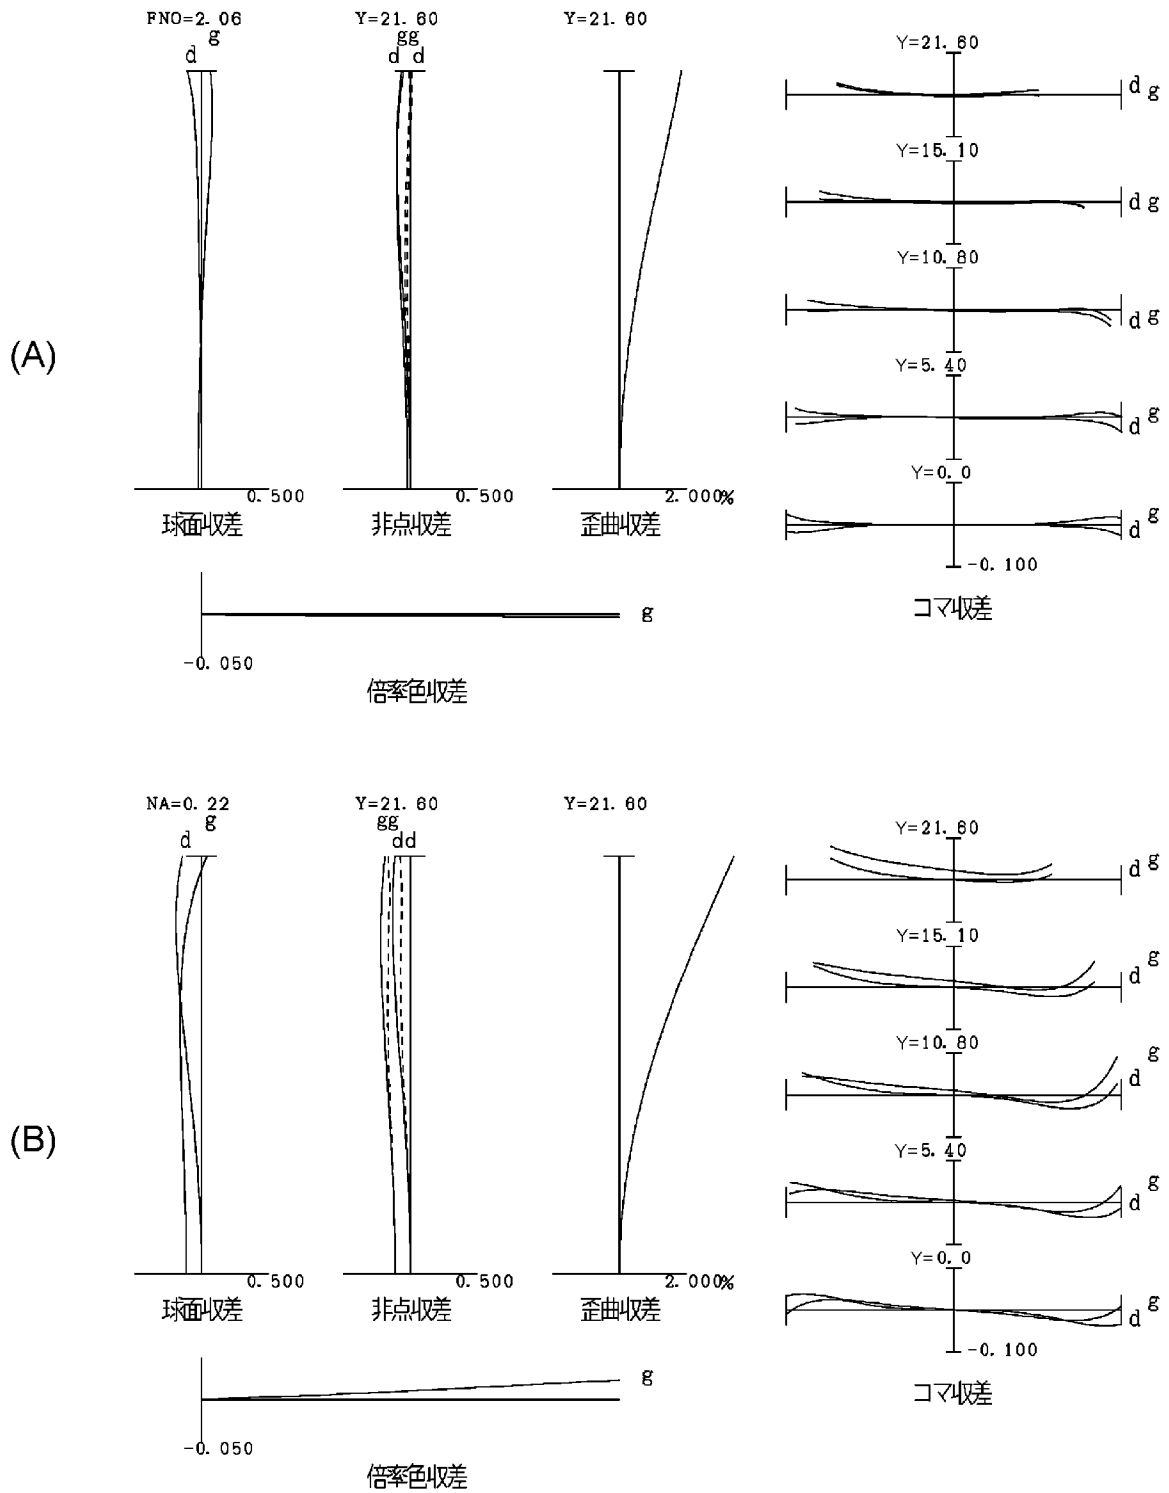 (A)
FNO=2.06
g
d
Y=21.60
gg
d d
Y=21.60
0.500
球面収差
0.500
非点収差
2.000%
歪曲収差
g
-0.050
倍率色収差
Y=21.60
d g
Y=15.10
d g
Y=10.80
d g
Y=5.40
g
d
Y=0.0
g
d
-0.100
コマ収差
(B)
NA=0.22
g
d
Y=21.60
gg
dd
Y=21.60
0.500
球面収差
0.500
非点収差
2.000%
歪曲収差
g
-0.050
倍率色収差
Y=21.60
d g
Y=15.10
g
d
Y=10.80
g
d
Y=5.40
g
d
Y=0.0
d g
-0.100
コマ収差